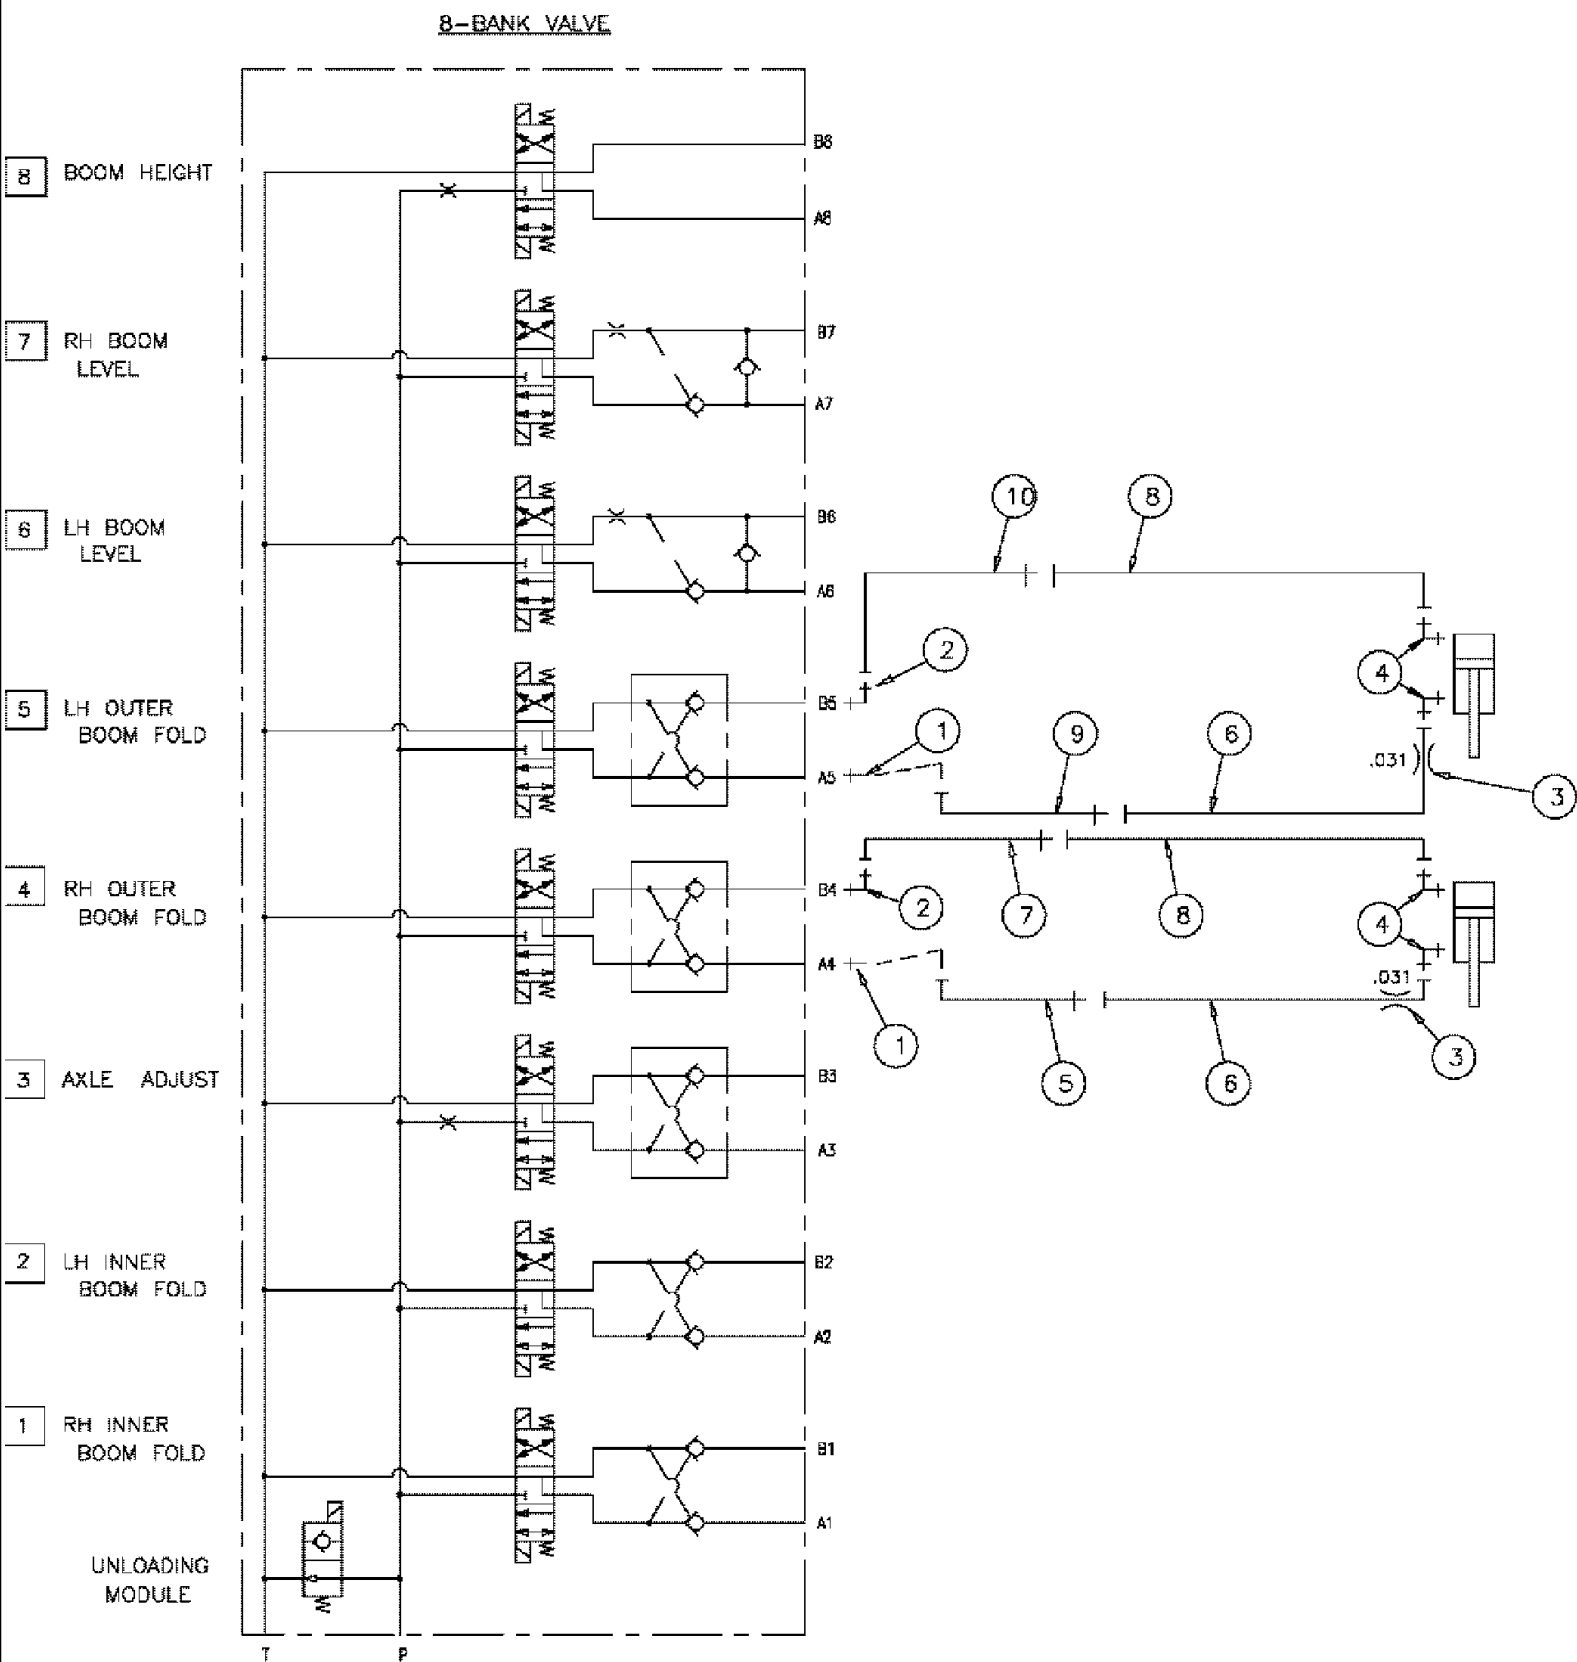 8-BANK VALVE
8 BOOM HEIGHT
B8
A8
7 RH BOOM
LEVEL
B7
A7
6 LH BOOM
LEVEL
B6
A6
10
8
2
4
5 LH OUTER
BOOM FOLD
B5
A5
1
9
6
.031
3
4 RH OUTER
BOOM FOLD
B4
A4
2
7
8
4
.031
1
5
6
3
3 AXLE ADJUST
B3
A3
2 LH INNER
BOOM FOLD
B2
A2
1 RH INNER
BOOM FOLD
B1
A1
UNLOADING
MODULE
T
P